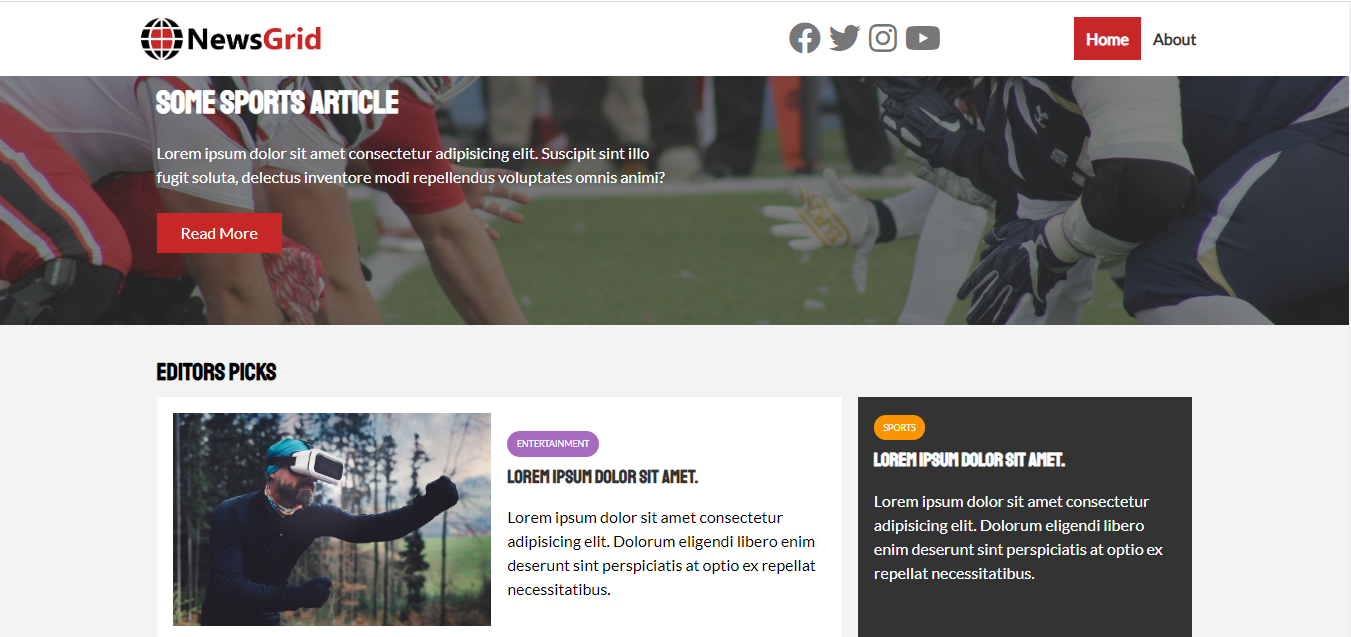 NewsGrid
Home
About
SOME SPORTS ARTICLE
Lorem ipsum dolor sit amet consectetur adipisicing elit. Suscipit sint illo
fugit soluta, delectus inventore modi repellendus voluptates omnis animi?
Read More
EDITORS PICKS
ENTERTAINMENT
LOREM IPSUM DOLOR SIT AMET.
Lorem ipsum dolor sit amet consectetur
adipisicing elit. Dolorum eligendi libero enim
deserunt sint perspiciatis at optio ex repellat
necessitatibus.
SPORTS
LOREM IPSUM DOLOR SIT AMET.
Lorem ipsum dolor sit amet consectetur
adipisicing elit. Dolorum eligendi libero
enim deserunt sint perspiciatis at optio ex
repellat necessitatibus.